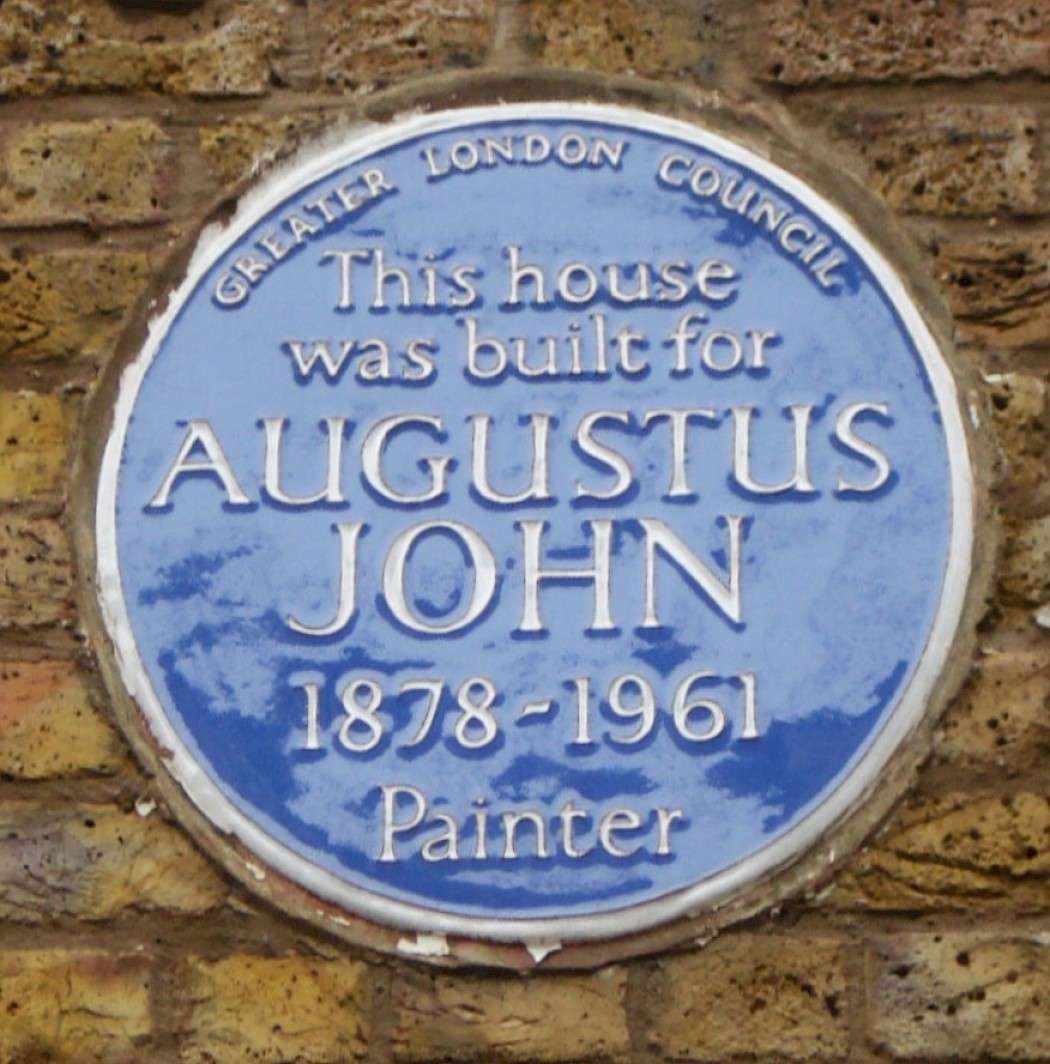 GREATER LONDON COUNCIL
This house
was built for
AUGUSTUS
JOHN
1878-1961
Painter